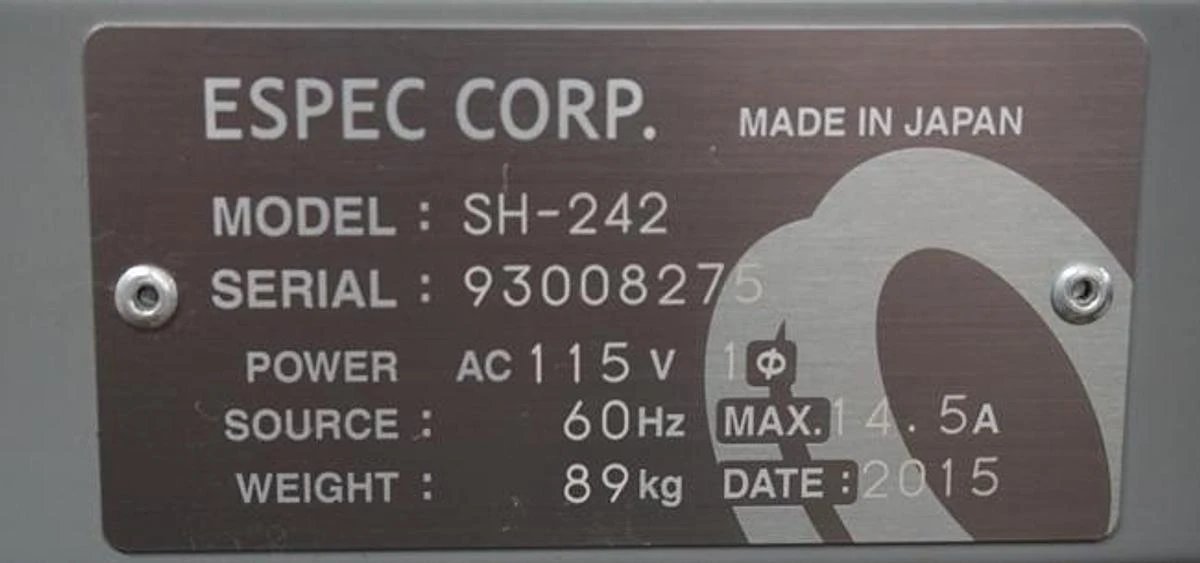 ESPEC CORP. MADE IN JAPAN
MODEL : SH-242
SERIAL : 93008275
POWER AC 115 V 1Φ
SOURCE : 60Hz MAX. 14.5A
WEIGHT : 89kg DATE : 2015